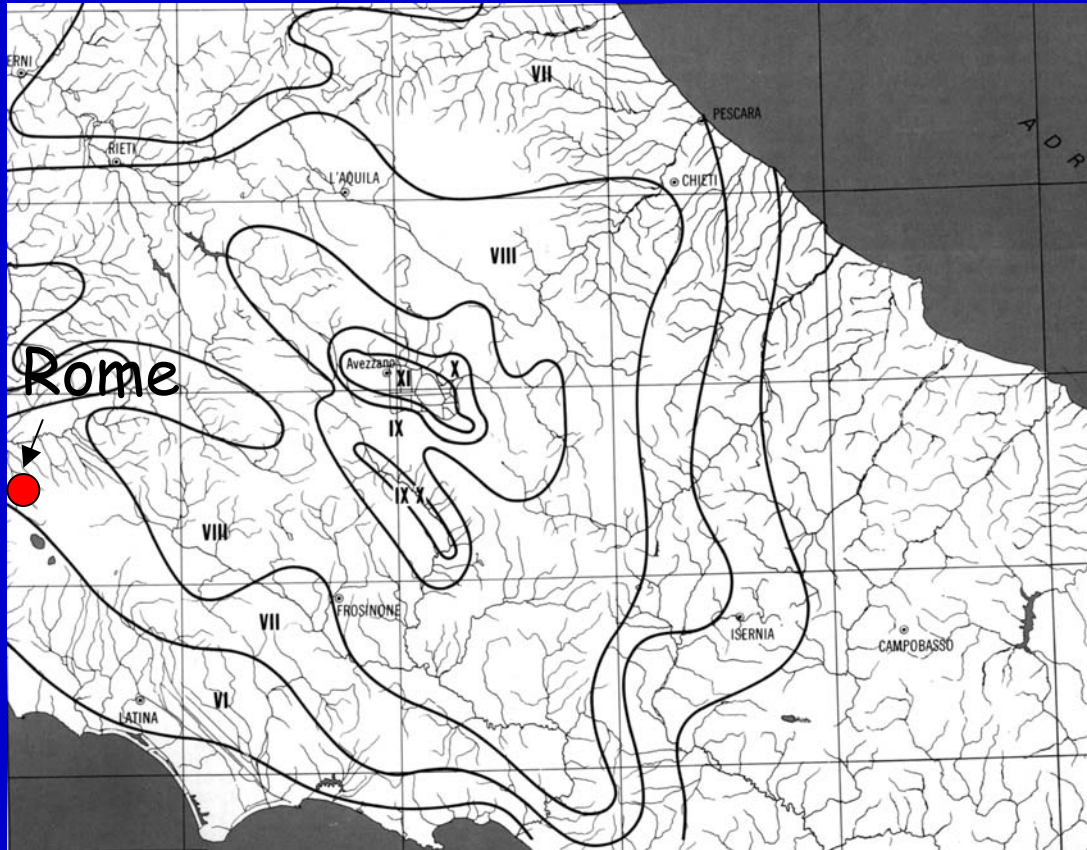 ERNI
VII
PESCARA
A D R
RIETI
L'AQUILA
CHIETI
VIII
Avezzano
XI
X
Rome
IX
IX X
VIII
FROSINONE
VII
ISERNIA
CAMPOBASSO
VI
LATINA